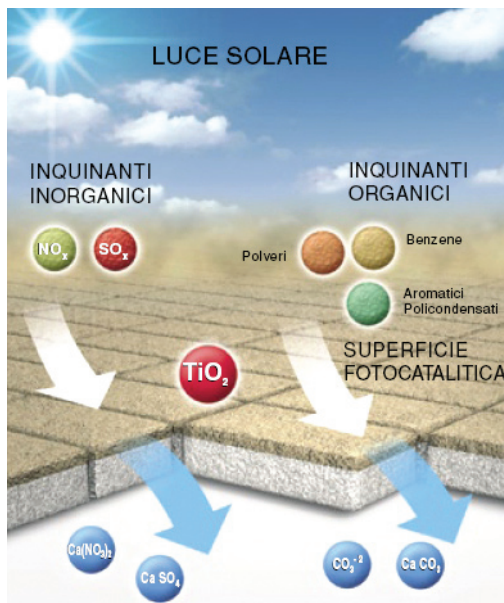 LUCE SOLARE
INQUINANTI
INORGANICI
NOx
SOx
INQUINANTI
ORGANICI
Polveri
Benzene
Aromatici
Policondensati
TiO2
SUPERFICIE
FOTOCATALITICA
Ca(NO3)2
Ca SO4
CO3-2
Ca CO3